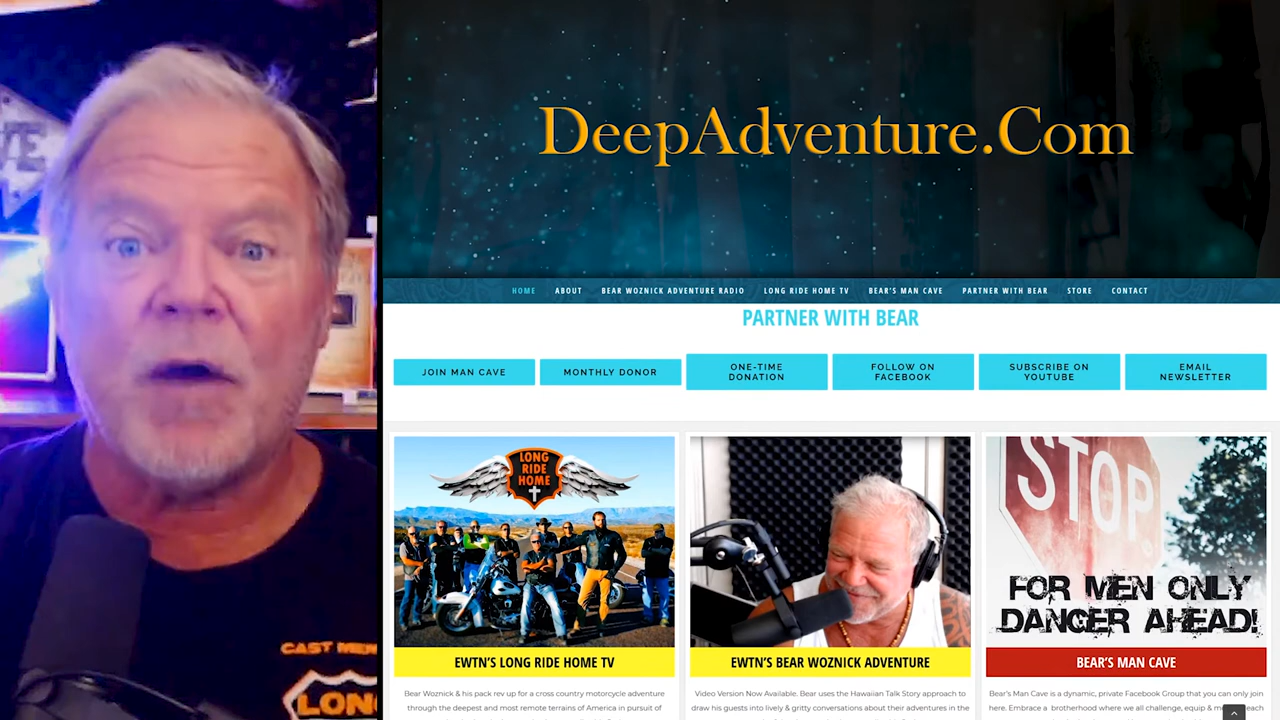 CAST MEM
LONG
DeepAdventure.Com
HOME ABOUT BEAR WOZNICK ADVENTURE RADIO LONG RIDE HOME TV BEAR'S MAN CAVE PARTNER WITH BEAR STORE CONTACT
PARTNER WITH BEAR
JOIN MAN CAVE
MONTHLY DONOR
ONE-TIME
DONATION
FOLLOW ON
FACEBOOK
SUBSCRIBE ON
YOUTUBE
EMAIL
NEWSLETTER
LONG
RIDE
HOME
EWTN'S LONG RIDE HOME TV
Bear Woznick & his pack rev up for a cross country motorcycle adventure
through the deepest and most remote terrains of America in pursuit of
EWTN'S BEAR WOZNICK ADVENTURE
Video Version Now Available. Bear uses the Hawaiian Talk Story approach to
draw his guests into lively & gritty conversations about their adventures in the
STOP
FOR MEN ONLY
DANGER AHEAD!
BEAR'S MAN CAVE
Bear's Man Cave is a dynamic, private Facebook Group that you can only join
here. Embrace a brotherhood where we all challenge, equip &